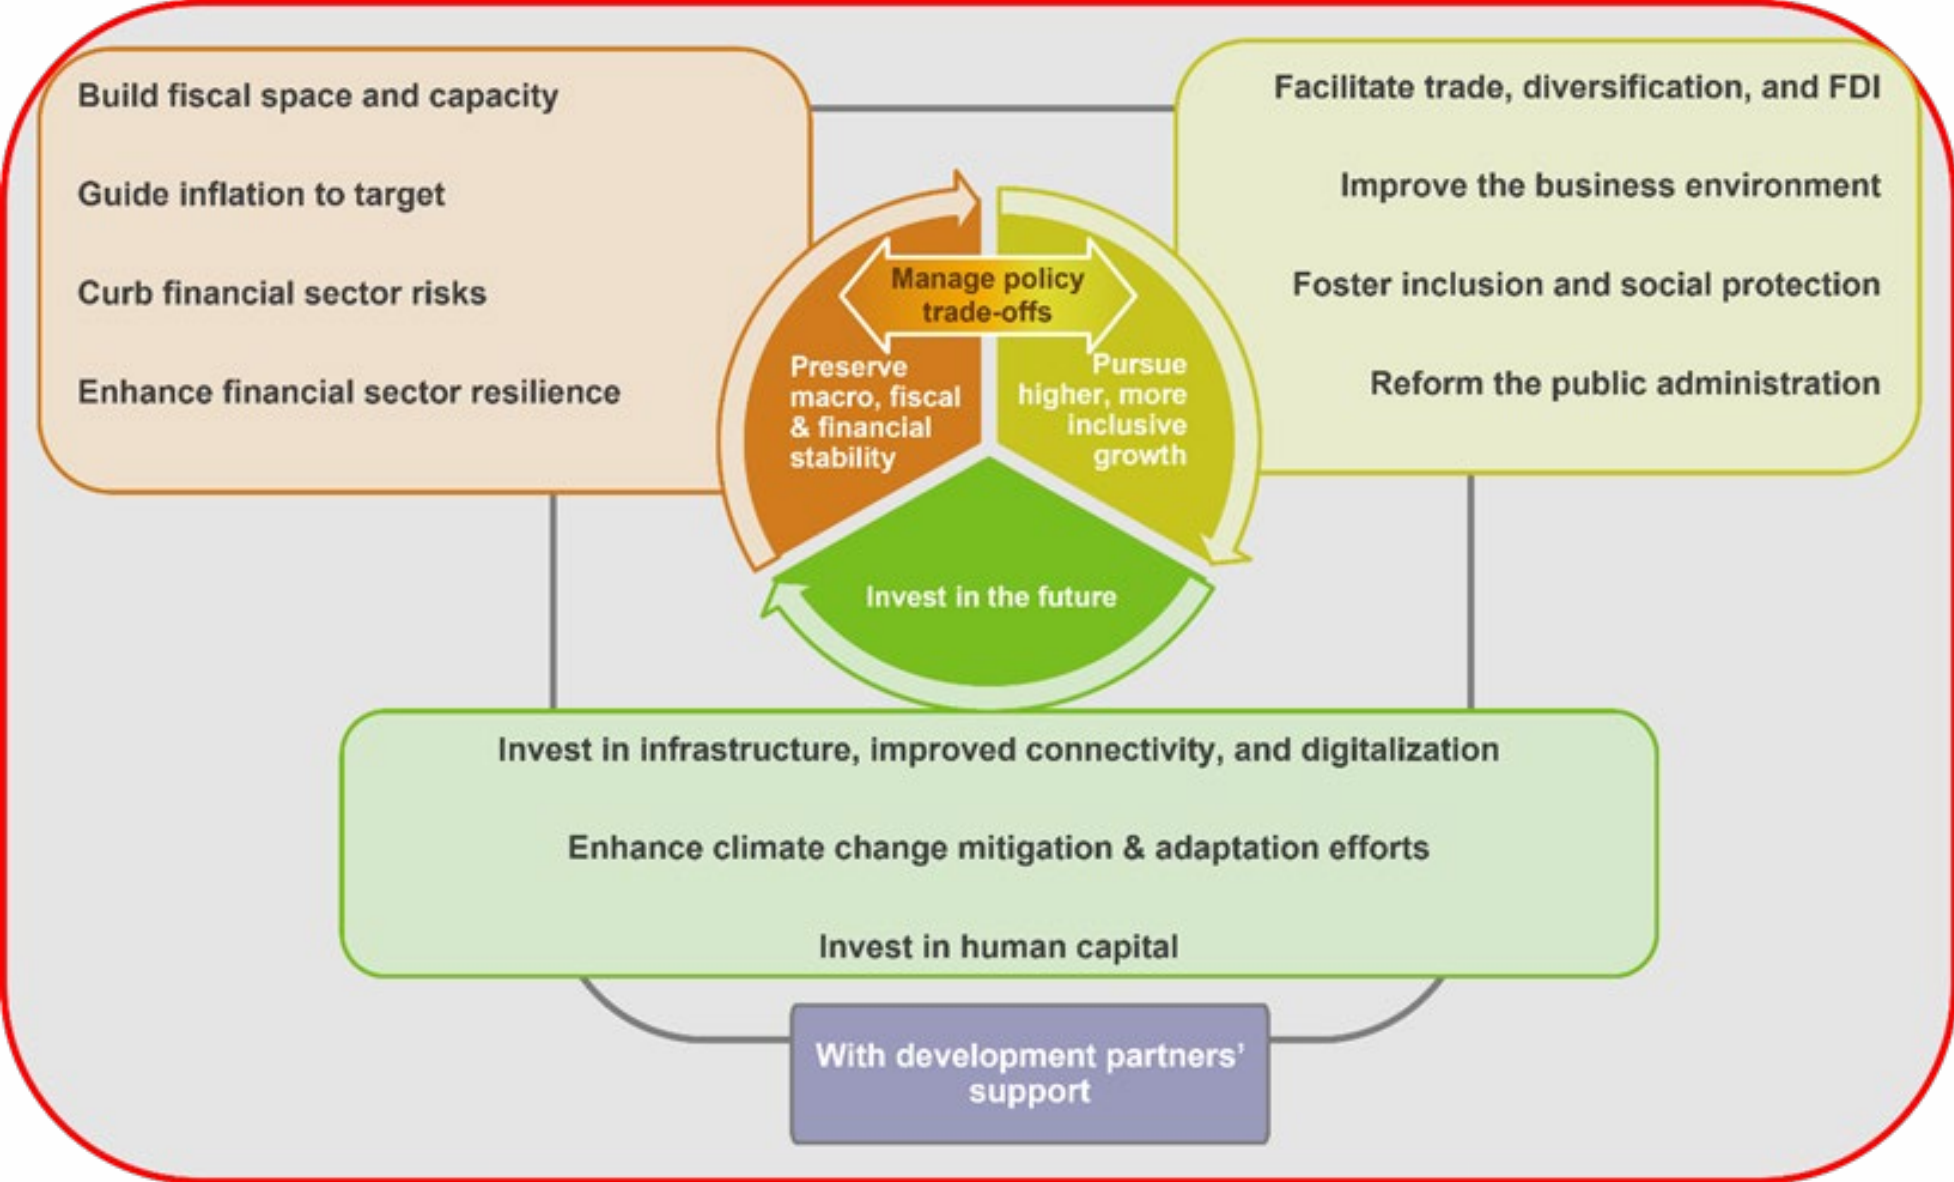 Build fiscal space and capacity
Guide inflation to target
Curb financial sector risks
Enhance financial sector resilience
Facilitate trade, diversification, and FDI
Improve the business environment
Foster inclusion and social protection
Reform the public administration
Manage policy
trade-offs
Preserve
macro, fiscal
& financial
stability
Pursue
higher, more
inclusive
growth
Invest in the future
Invest in infrastructure, improved connectivity, and digitalization
Enhance climate change mitigation & adaptation efforts
Invest in human capital
With development partners’
support